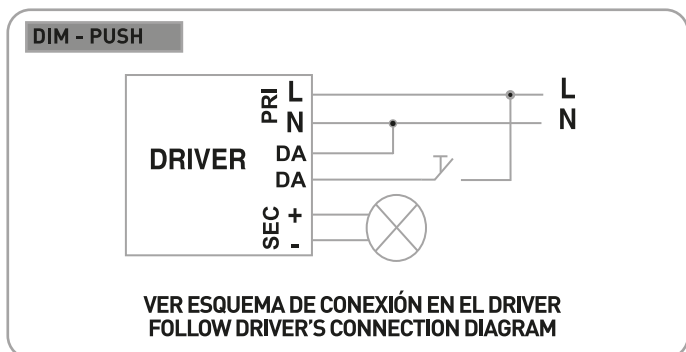 DIM - PUSH
PRI
L
L
N
N
DRIVER
DA
DA
SEC
+
-
VER ESQUEMA DE CONEXIÓN EN EL DRIVER
FOLLOW DRIVER'S CONNECTION DIAGRAM